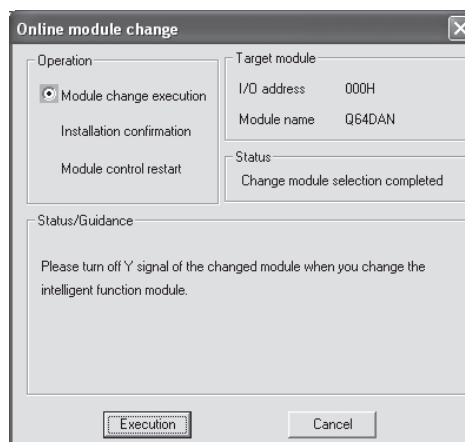 Online module change
Operation
Module change execution
Installation confirmation
Module control restart
Target module
I/O address 000H
Module name Q64DAN
Status
Change module selection completed
Status/Guidance
Please turn off Y signal of the changed module when you change the
intelligent function module.
Execution
Cancel